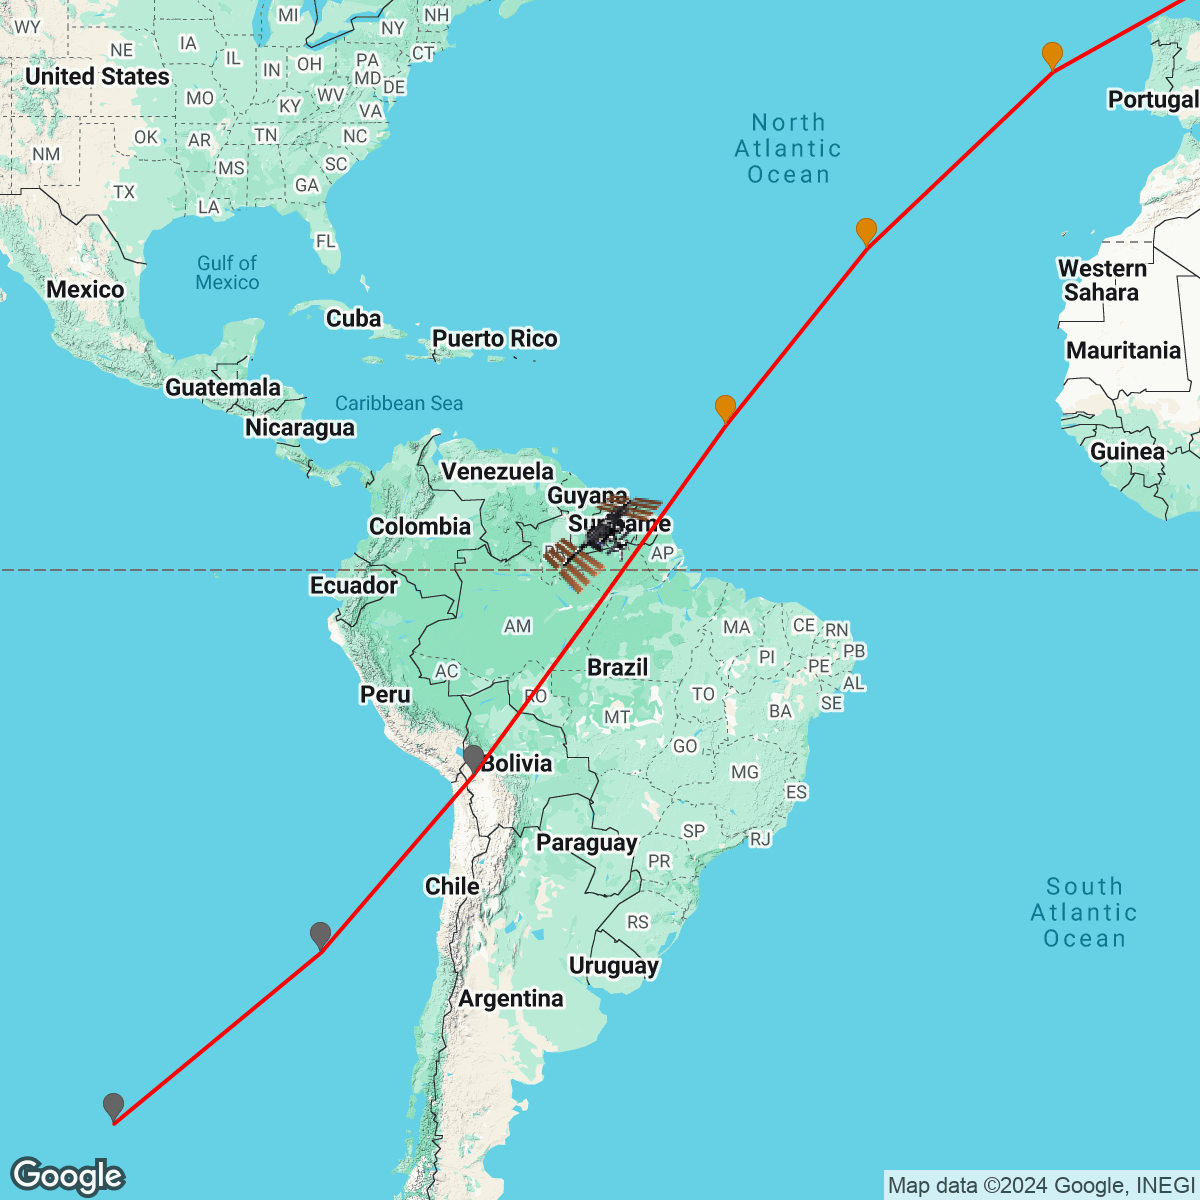 WY
MI
NH
NY
IA
NE
IL
OH
PA
CT
United States
IN
MD
DE
MO
WV
KY
VA
Portugal
OK
AR
TN
NC
North
Atlantic
Ocean
NM
MS
SC
TX
GA
LA
FL
Gulf of
Mexico
Western
Sahara
Mexico
Cuba
Puerto Rico
Mauritania
Guatemala
Caribbean Sea
Nicaragua
Guinea
Venezuela
Guyana
Colombia
Suriname
AP
Ecuador
AM
MA
CE
RN
PB
PI
PE
AL
AC
Brazil
Peru
RO
TO
SE
MT
BA
GO
Bolivia
MG
ES
SP
RJ
Paraguay
PR
Chile
RS
South
Atlantic
Ocean
Uruguay
Argentina
Google
Map data ©2024 Google, INEGI